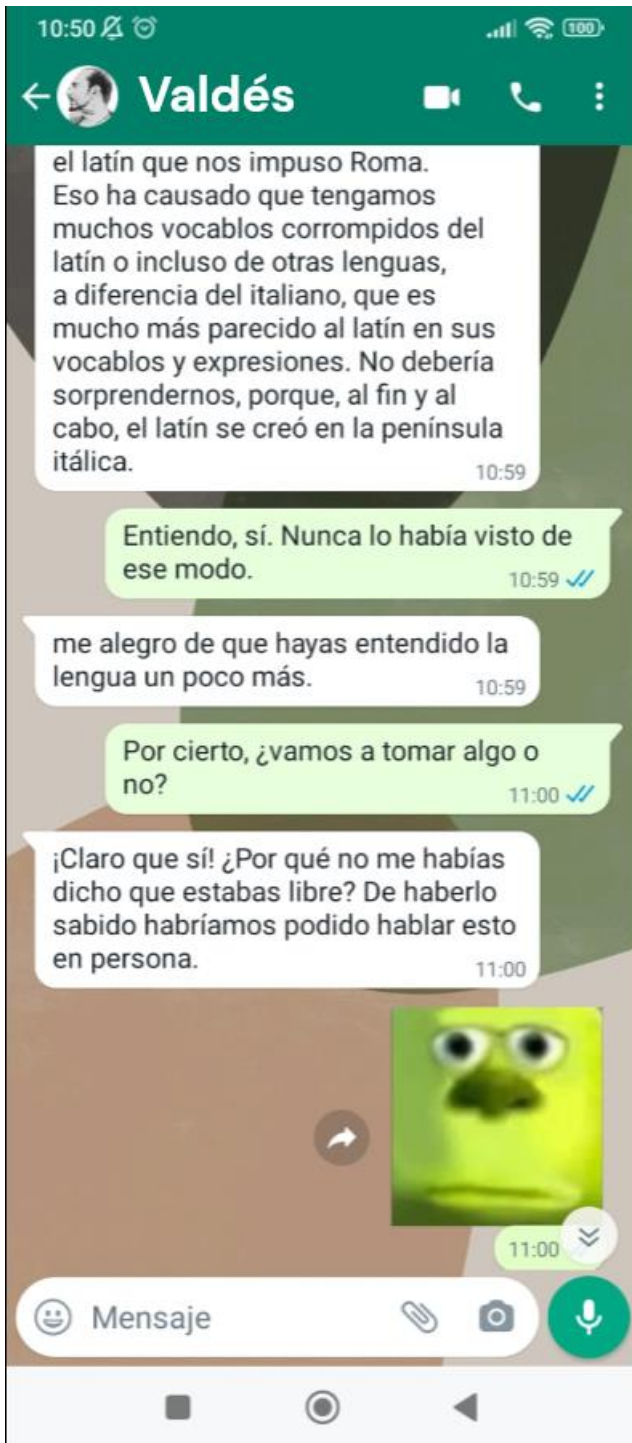 10:50 100
Valdés
el latín que nos impuso Roma.
Eso ha causado que tengamos
muchos vocablos corrompidos del
latín o incluso de otras lenguas,
a diferencia del italiano, que es
mucho más parecido al latín en sus
vocablos y expresiones. No debería
sorprendernos, porque, al fin y al
cabo, el latín se creó en la península
itálica.
10:59
Entiendo, sí. Nunca lo había visto de
ese modo.
10:59
me alegro de que hayas entendido la
lengua un poco más.
10:59
Por cierto, ¿vamos a tomar algo o
no?
11:00
¡Claro que sí! ¿Por qué no me habías
dicho que estabas libre? De haberlo
sabido habríamos podido hablar esto
en persona.
11:00
11:00
Mensaje